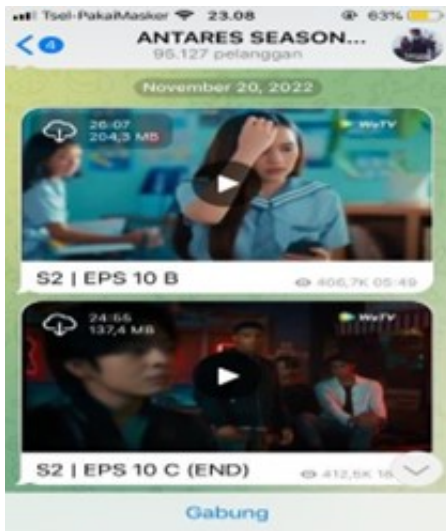 Tsel-PakaiMasker 23.08 63%
4 ANTARES SEASON...
95.127 pelanggan
November 20, 2022
26:07
204,3 MB
WeTV
S2 | EPS 10 B
406,7K 05:49
24:55
137,4 MB
WeTV
S2 | EPS 10 C (END)
412,5K
Gabung